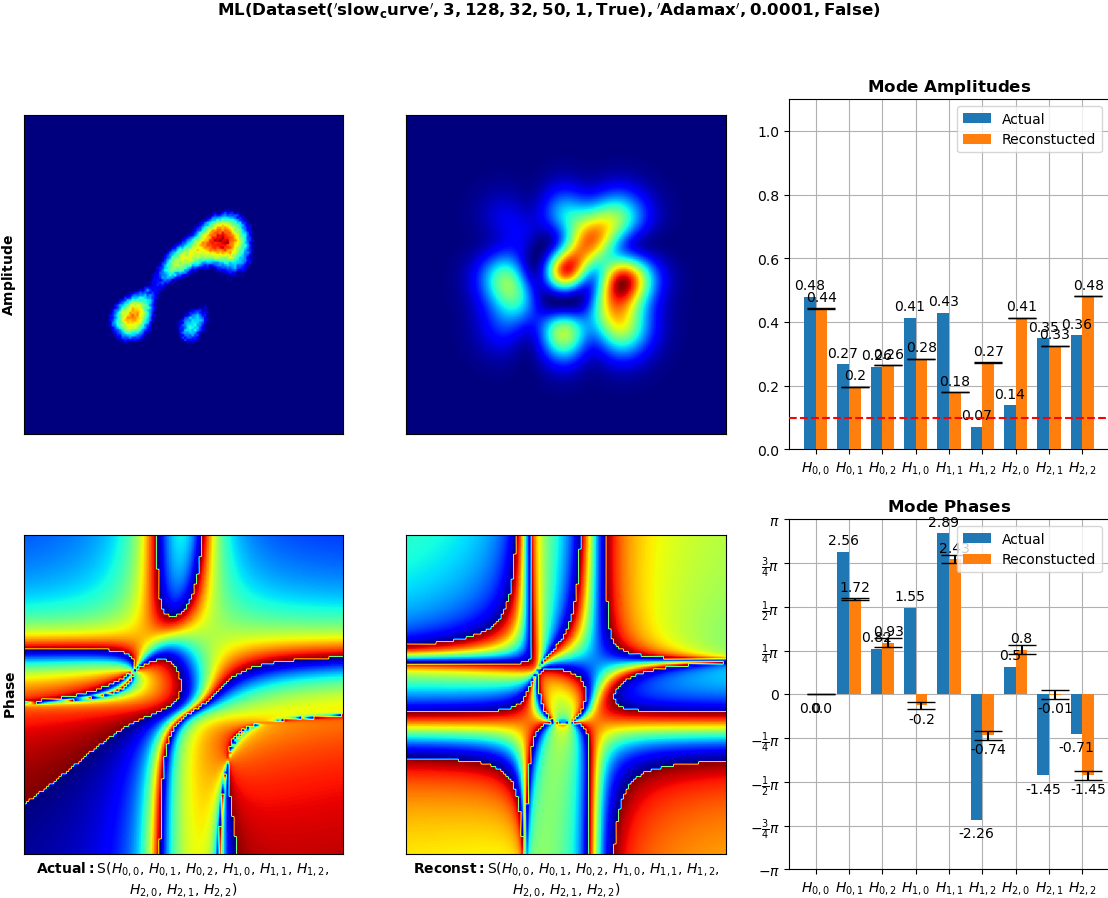 ML(Dataset('slow_curve', 3, 128, 32, 50, 1, True), 'Adamax', 0.0001, False)
Mode Amplitudes
Actual
Reconstucted
1.0
0.8
0.6
0.4
0.2
0.0
0.48 0.44 0.27 0.2 0.26 0.26 0.41 0.28 0.43 0.18 0.07 0.27 0.14 0.41 0.35 0.33 0.36 0.48
H0,0 H0,1 H0,2 H1,0 H1,1 H1,2 H2,0 H2,1 H2,2
Amplitude
Mode Phases
Actual
Reconstucted
π
3/4π
1/2π
1/4π
0
−1/4π
−1/2π
−3/4π
−π
0.0 0.0 2.56 1.72 0.82 0.93 1.55 -0.2 2.89 2.43 -2.26 -0.74 0.5 0.8 -1.45 -0.01 -0.71 -1.45
H0,0 H0,1 H0,2 H1,0 H1,1 H1,2 H2,0 H2,1 H2,2
Phase
Actual: S(H0,0, H0,1, H0,2, H1,0, H1,1, H1,2,
H2,0, H2,1, H2,2)
Reconst: S(H0,0, H0,1, H0,2, H1,0, H1,1, H1,2,
H2,0, H2,1, H2,2)